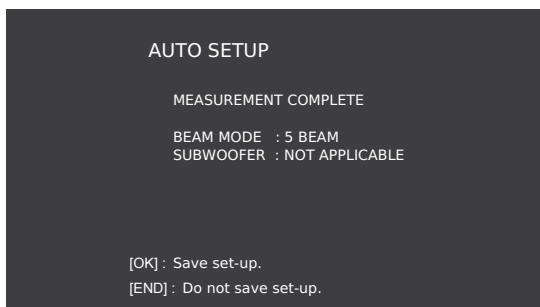 AUTO SETUP
MEASUREMENT COMPLETE
BEAM MODE : 5 BEAM
SUBWOOFER : NOT APPLICABLE
[OK] : Save set-up.
[END] : Do not save set-up.